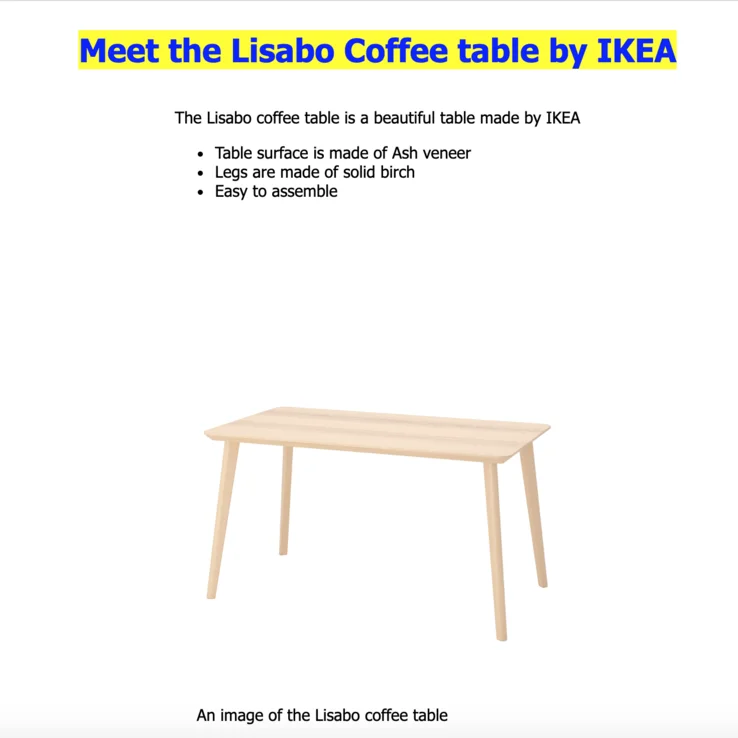 Meet the Lisabo Coffee table by IKEA
The Lisabo coffee table is a beautiful table made by IKEA
• Table surface is made of Ash veneer
• Legs are made of solid birch
• Easy to assemble
An image of the Lisabo coffee table